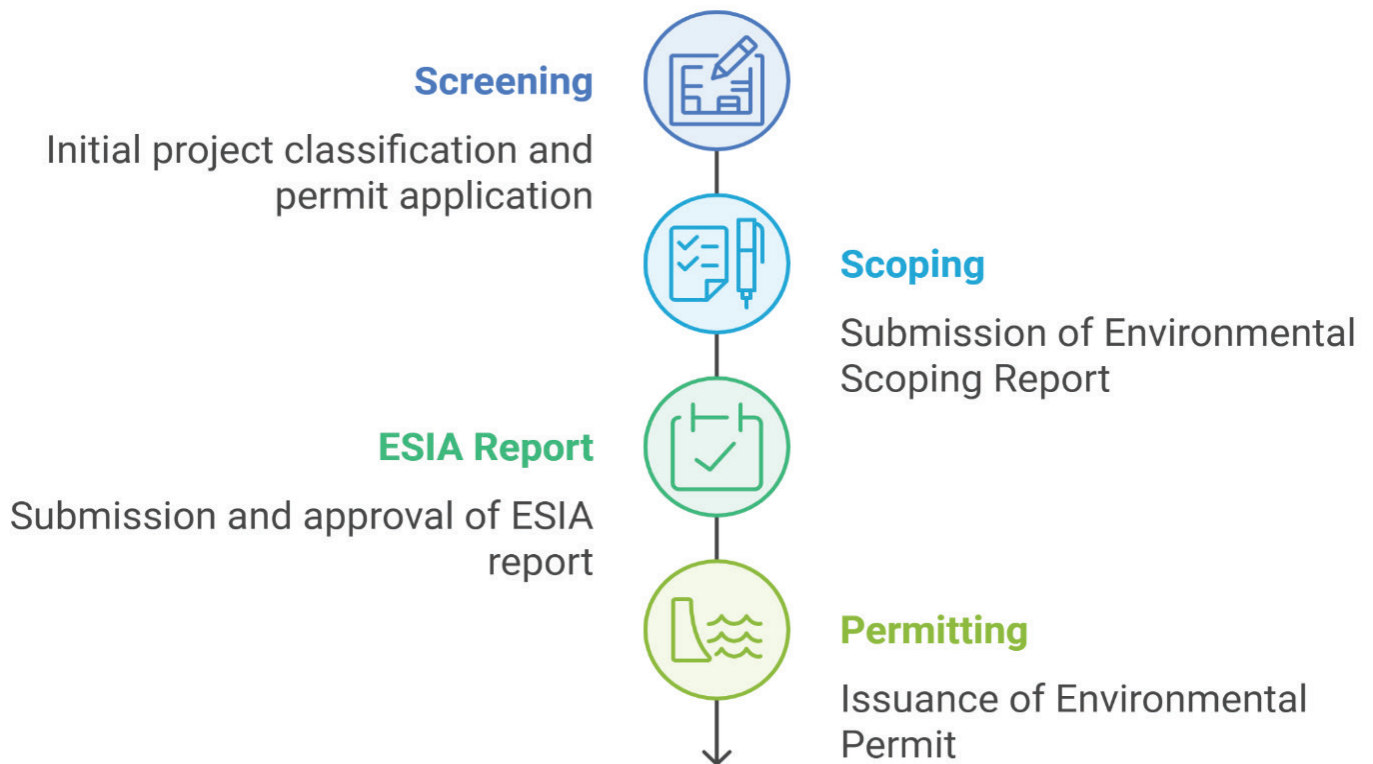 Screening
Initial project classification and
permit application
Scoping
Submission of Environmental
Scoping Report
ESIA Report
Submission and approval of ESIA
report
Permitting
Issuance of Environmental
Permit